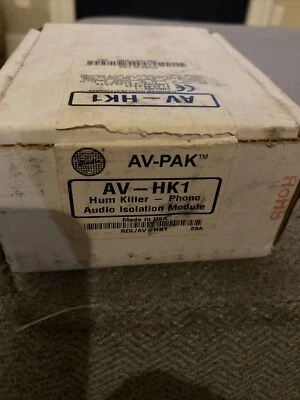 AV-HK1
CE
AV-PAK™
AV-HK1
Hum Killer - Phono
Audio Isolation Module
Made in USA
RDL/AV-HK1 23A
RoHS